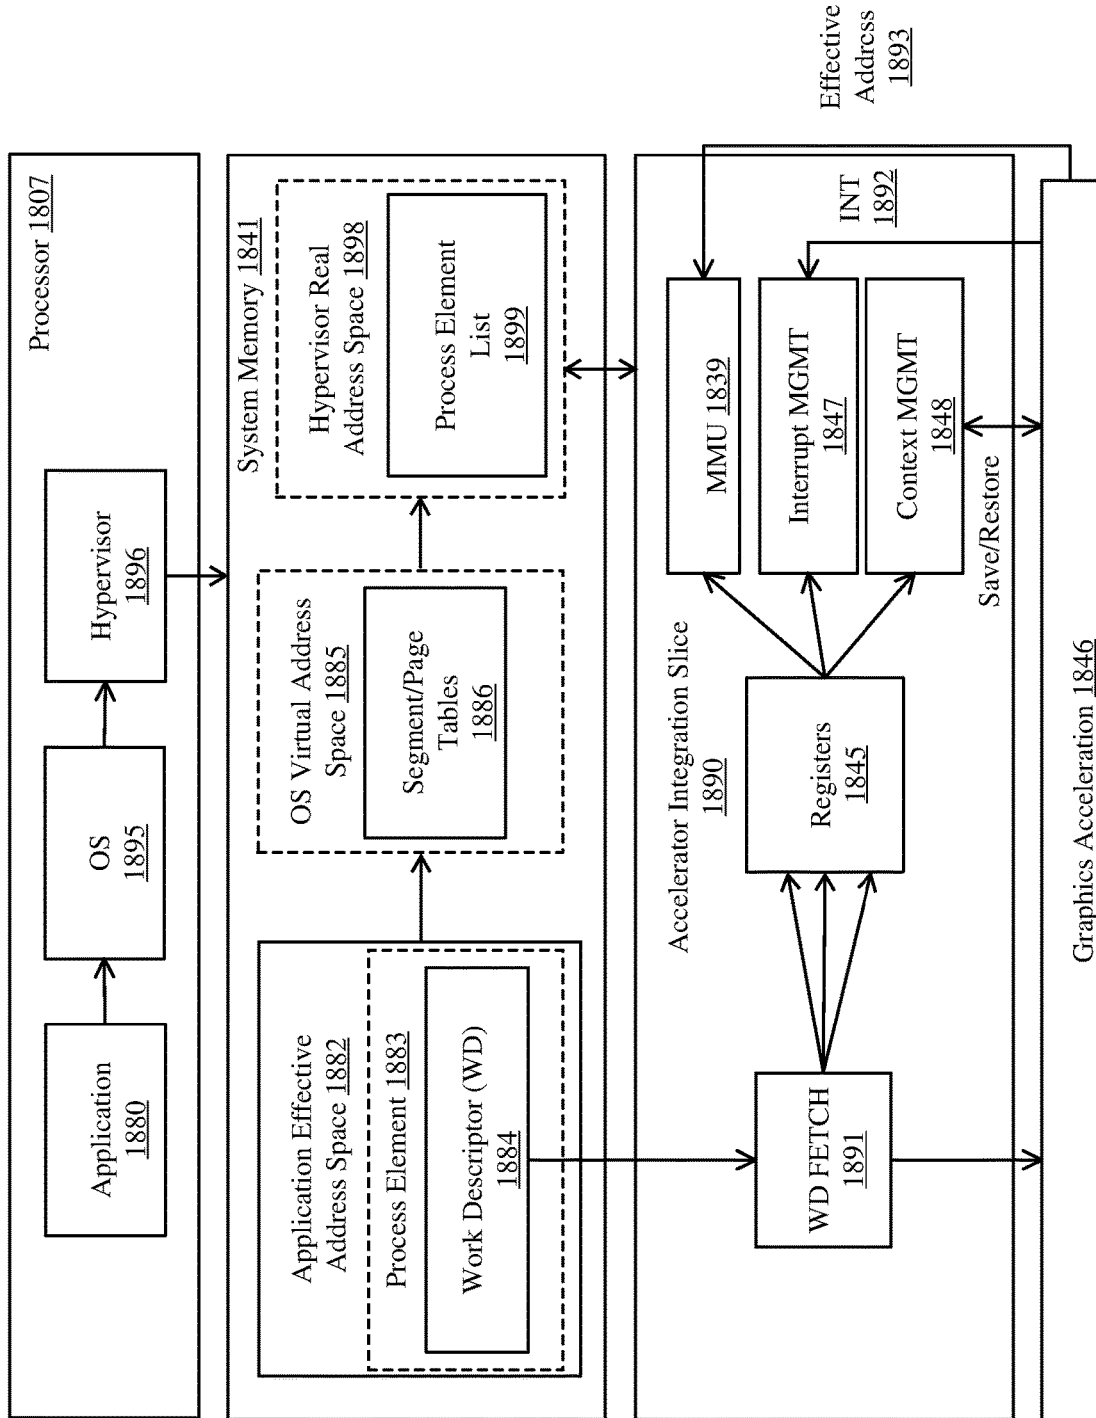 Processor 1807
Application
1880
OS
1895
Hypervisor
1896
System Memory 1841
Application Effective
Address Space 1882
Process Element 1883
Work Descriptor (WD)
1884
OS Virtual Address
Space 1885
Segment/Page
Tables
1886
Hypervisor Real
Address Space 1898
Process Element
List
1899
Accelerator Integration Slice
1890
WD FETCH
1891
Registers
1845
MMU 1839
Interrupt MGMT
1847
Context MGMT
1848
Save/Restore
INT
1892
Effective
Address
1893
Graphics Acceleration 1846